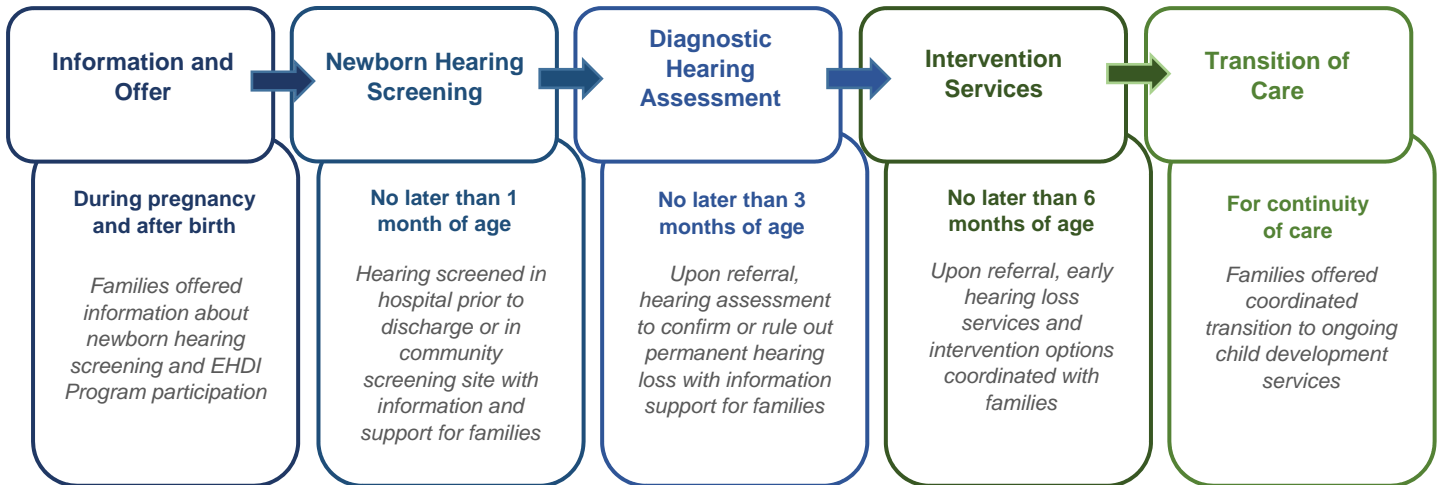 Information and
Offer
Newborn Hearing
Screening
Diagnostic
Hearing
Assessment
Intervention
Services
Transition of
Care
During pregnancy
and after birth
Families offered
information about
newborn hearing
screening and EHDI
Program participation
No later than 1
month of age
Hearing screened in
hospital prior to
discharge or in
community
screening site with
information and
support for families
No later than 3
months of age
Upon referral,
hearing assessment
to confirm or rule out
permanent hearing
loss with information
support for families
No later than 6
months of age
Upon referral, early
hearing loss
services and
intervention options
coordinated with
families
For continuity
of care
Families offered
coordinated
transition to ongoing
child development
services